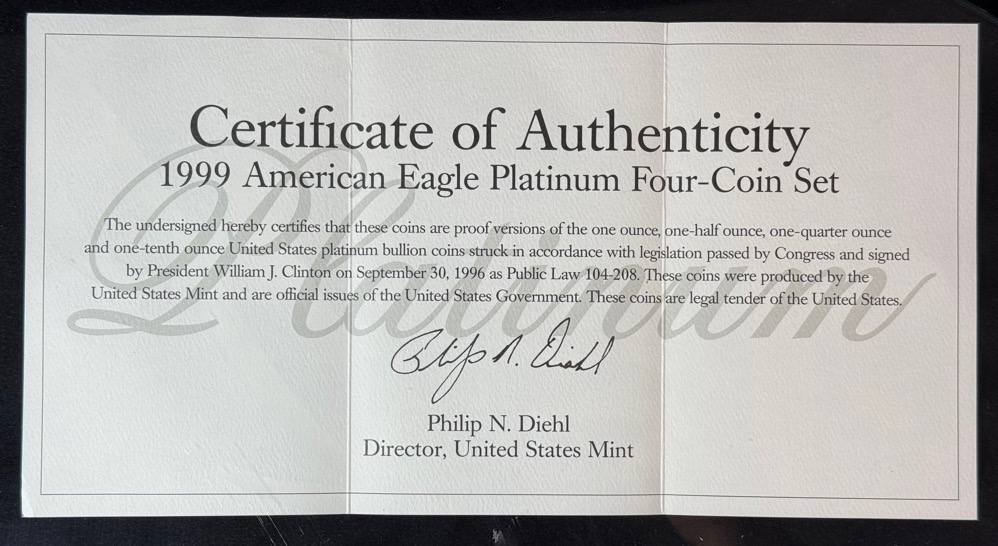 Certificate of Authenticity
1999 American Eagle Platinum Four-Coin Set
The undersigned hereby certifies that these coins are proof versions of the one ounce, one-half ounce, one-quarter ounce
and one-tenth ounce United States platinum bullion coins struck in accordance with legislation passed by Congress and signed
by President William J. Clinton on September 30, 1996 as Public Law 104-208. These coins were produced by the
United States Mint and are official issues of the United States Government. These coins are legal tender of the United States.
Platinum
Philip N. Diehl
Philip N. Diehl
Director, United States Mint